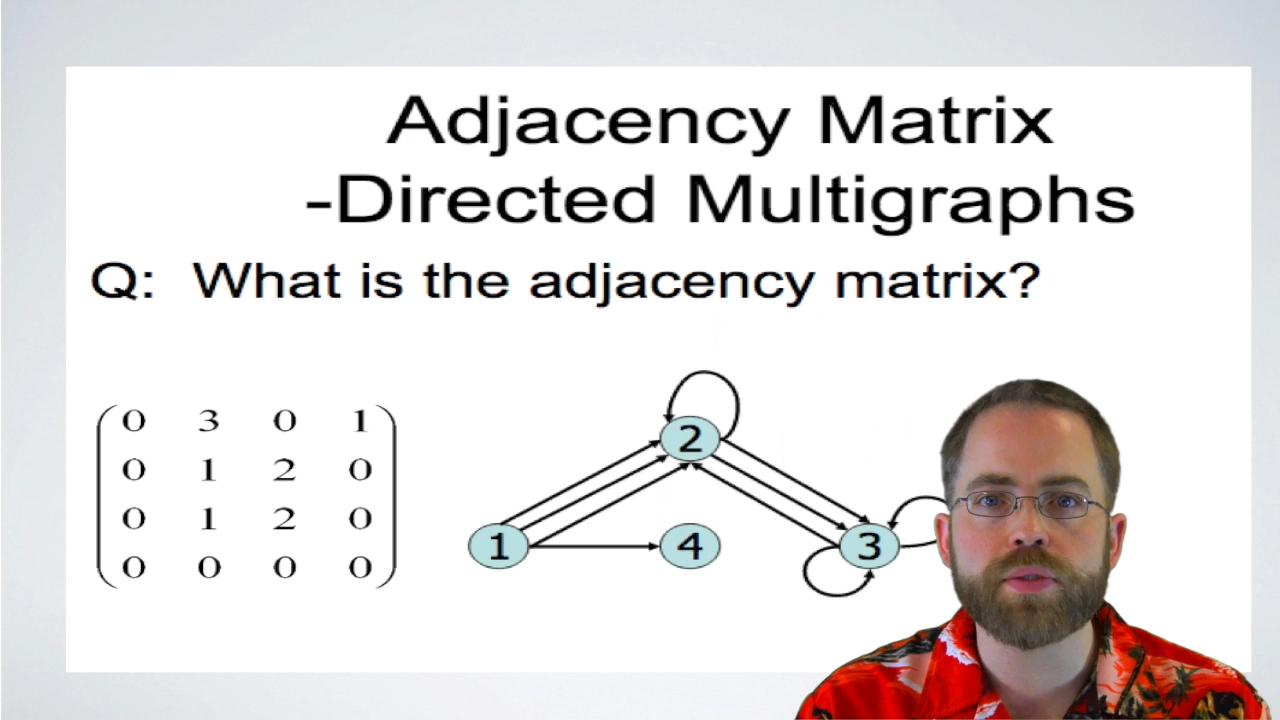 Adjacency Matrix
-Directed Multigraphs
Q: What is the adjacency matrix?
0 3 0 1
0 1 2 0
0 1 2 0
0 0 0 0
2
1
4
3